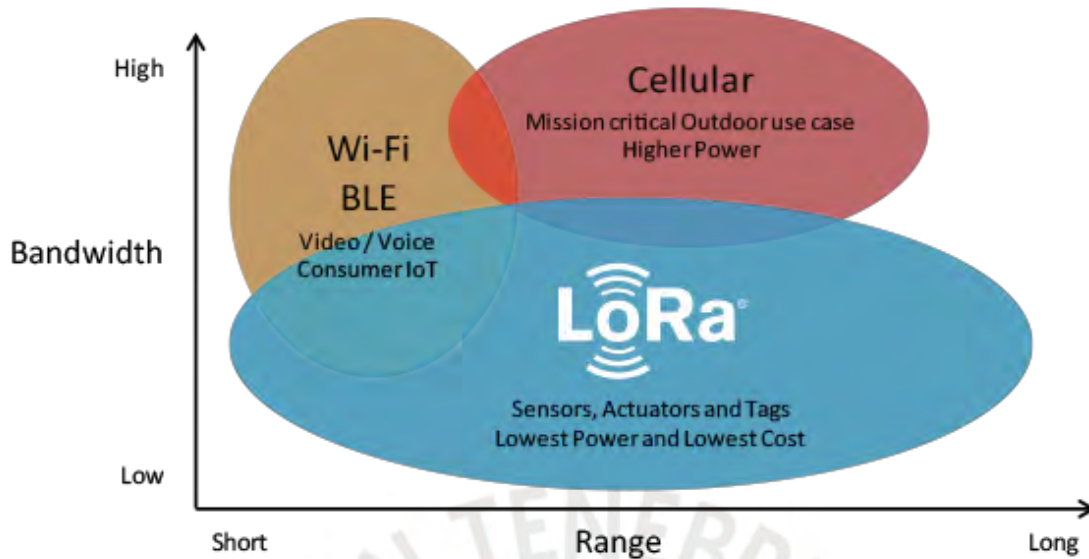 High
Cellular
Mission critical Outdoor use case
Higher Power
Wi-Fi
BLE
Video / Voice
Consumer IoT
Bandwidth
LoRa®
Sensors, Actuators and Tags
Lowest Power and Lowest Cost
Low
TENEBR
Short
Range
Long